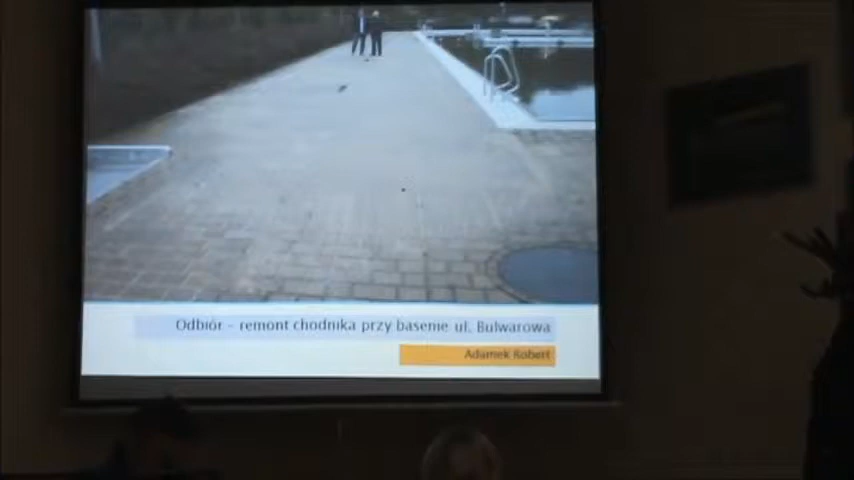 Odbiór - remont chodnika przy basenie ul. Bulwarowa
Adamek Robert